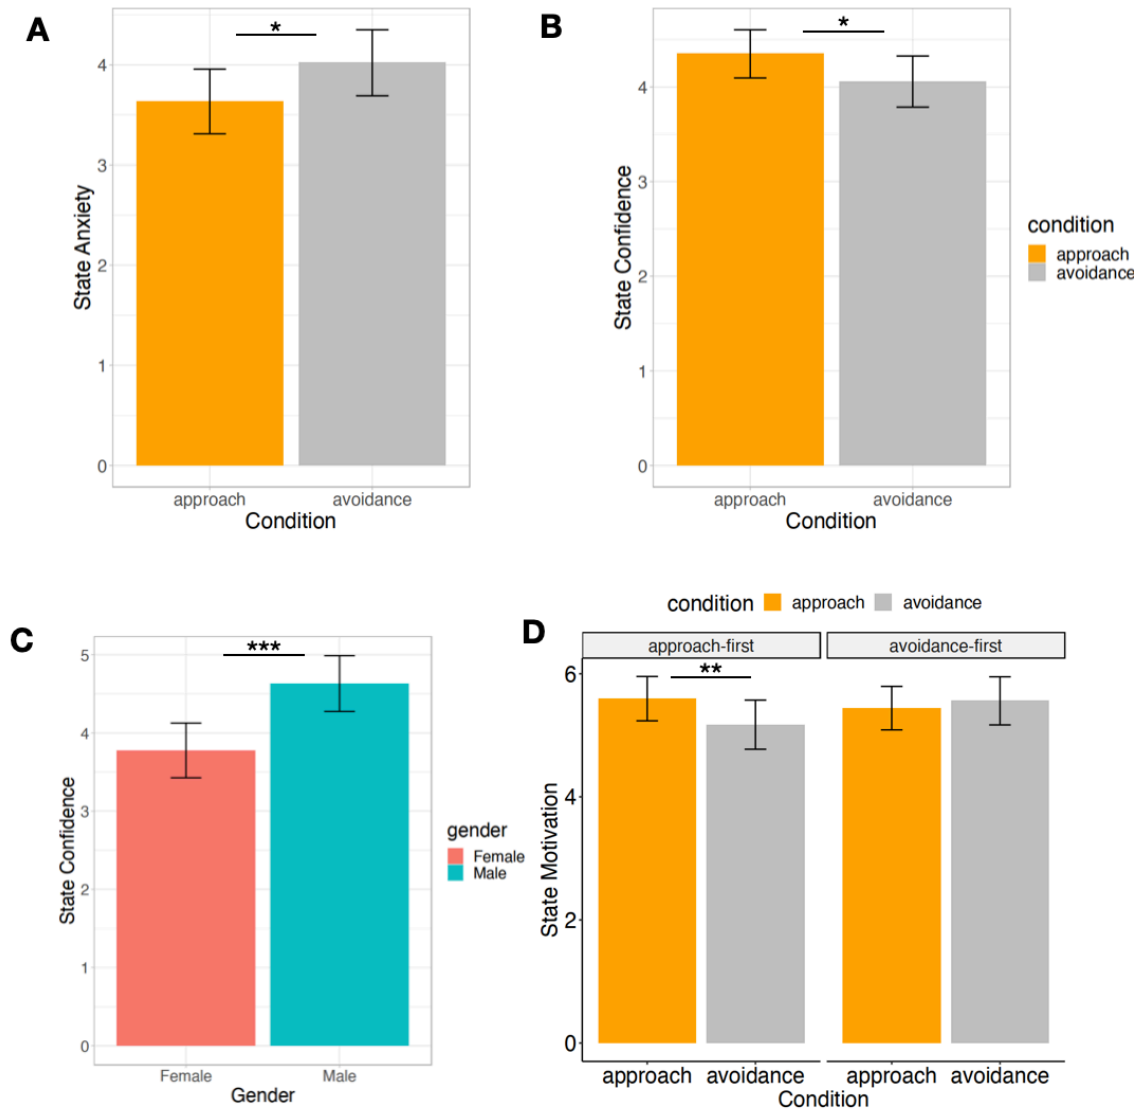 A
*
4
3
2
1
0
State Anxiety
approach avoidance
Condition
B
*
4
3
2
1
0
State Confidence
approach avoidance
Condition
condition
approach
avoidance
C
***
5
4
3
2
1
0
State Confidence
Female Male
Gender
gender
Female
Male
condition approach avoidance
D
approach-first avoidance-first
**
6
4
2
0
State Motivation
approach avoidance approach avoidance
Condition